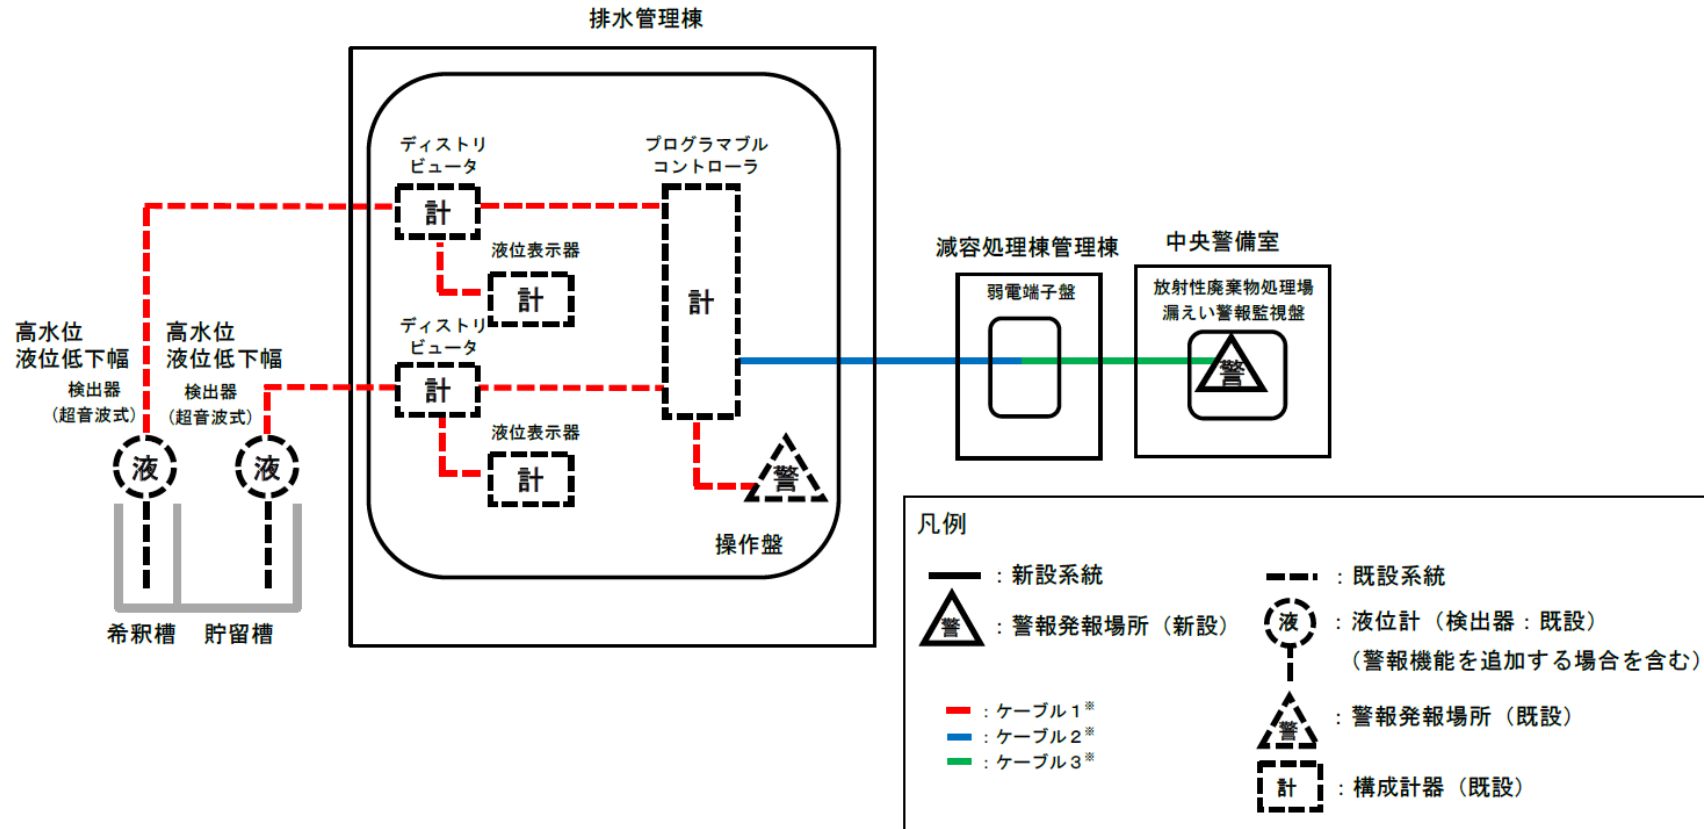 排水管理棟
ディストリ
ビュータ
計
プログラマブル
コントローラ
計
液位表示器
計
ディストリ
ビュータ
計
液位表示器
計
警
操作盤
高水位
液位低下幅
検出器
(超音波式)
液
希釈槽
高水位
液位低下幅
検出器
(超音波式)
液
貯留槽
減容処理棟管理棟
弱電端子盤
中央警備室
放射性廃棄物処理場
漏えい警報監視盤
警
凡例
：新設系統
警
：警報発報場所（新設）
：ケーブル１※
：ケーブル２※
：ケーブル３※
：既設系統
液
：液位計（検出器：既設）
（警報機能を追加する場合を含む）
警
：警報発報場所（既設）
計
：構成計器（既設）